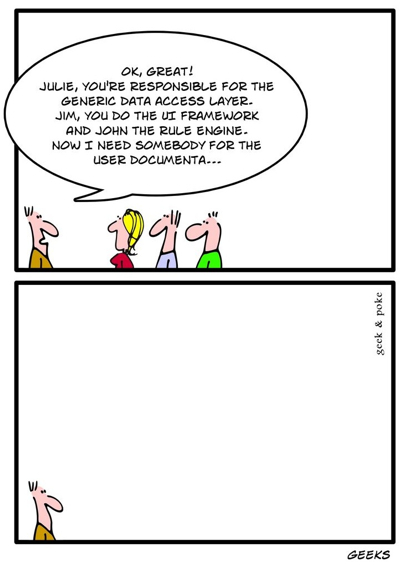 OK, GREAT!
JULIE, YOU'RE RESPONSIBLE FOR THE
GENERIC DATA ACCESS LAYER.
JIM, YOU DO THE UI FRAMEWORK
AND JOHN THE RULE ENGINE.
NOW I NEED SOMEBODY FOR THE
USER DOCUMENTA...
geek & poke
GEEKS